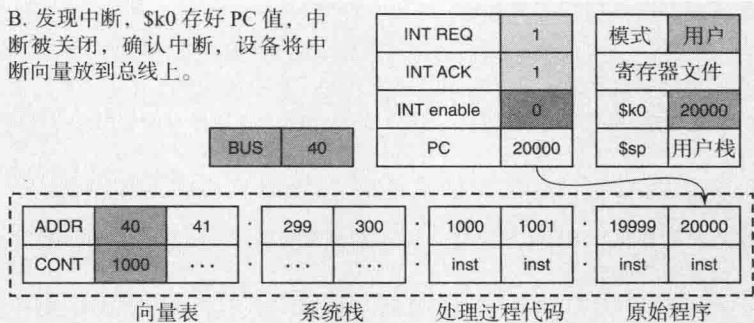 B. 发现中断，$k0 存好 PC 值，中
断被关闭，确认中断，设备将中
断向量放到总线上。
BUS 40
INT REQ 1
INT ACK 1
INT enable 0
PC 20000
模式 用户
寄存器文件
$k0 20000
$sp 用户栈
ADDR 40 41 299 300 1000 1001 19999 20000
CONT 1000 ... ... ... inst inst inst inst
向量表 系统栈 处理过程代码 原始程序